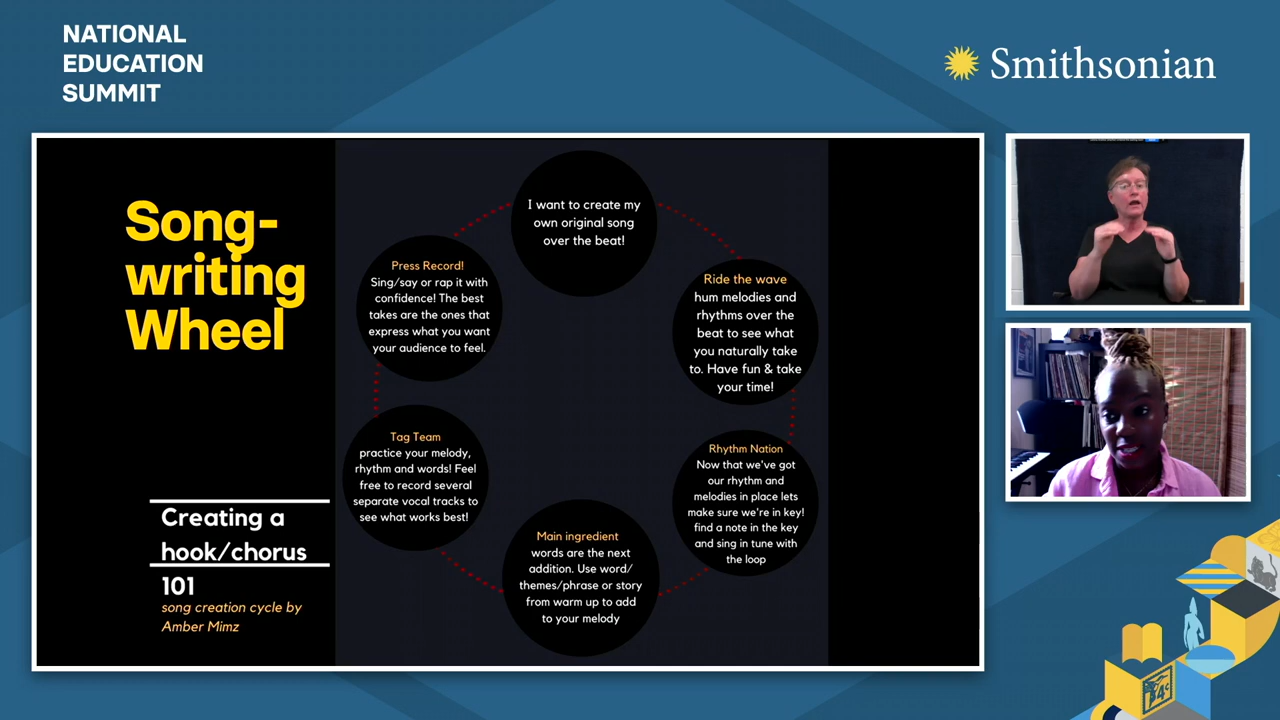 NATIONAL
EDUCATION
SUMMIT
Smithsonian
Song-
writing
Wheel
Creating a
hook/chorus
101
song creation cycle by
Amber Mimz
I want to create my
own original song
over the beat!
Ride the wave
hum melodies and
rhythms over the
beat to see what
you naturally take
to. Have fun & take
your time!
Rhythm Nation
Now that we've got
our rhythm and
melodies in place lets
make sure we're in key!
find a note in the key
and sing in tune with
the loop
Main ingredient
words are the next
addition. Use word/
themes/phrase or story
from warm up to add
to your melody
Tag Team
practice your melody,
rhythm and words! Feel
free to record several
separate vocal tracks to
see what works best!
Press Record!
Sing/say or rap it with
confidence! The best
takes are the ones that
express what you want
your audience to feel.